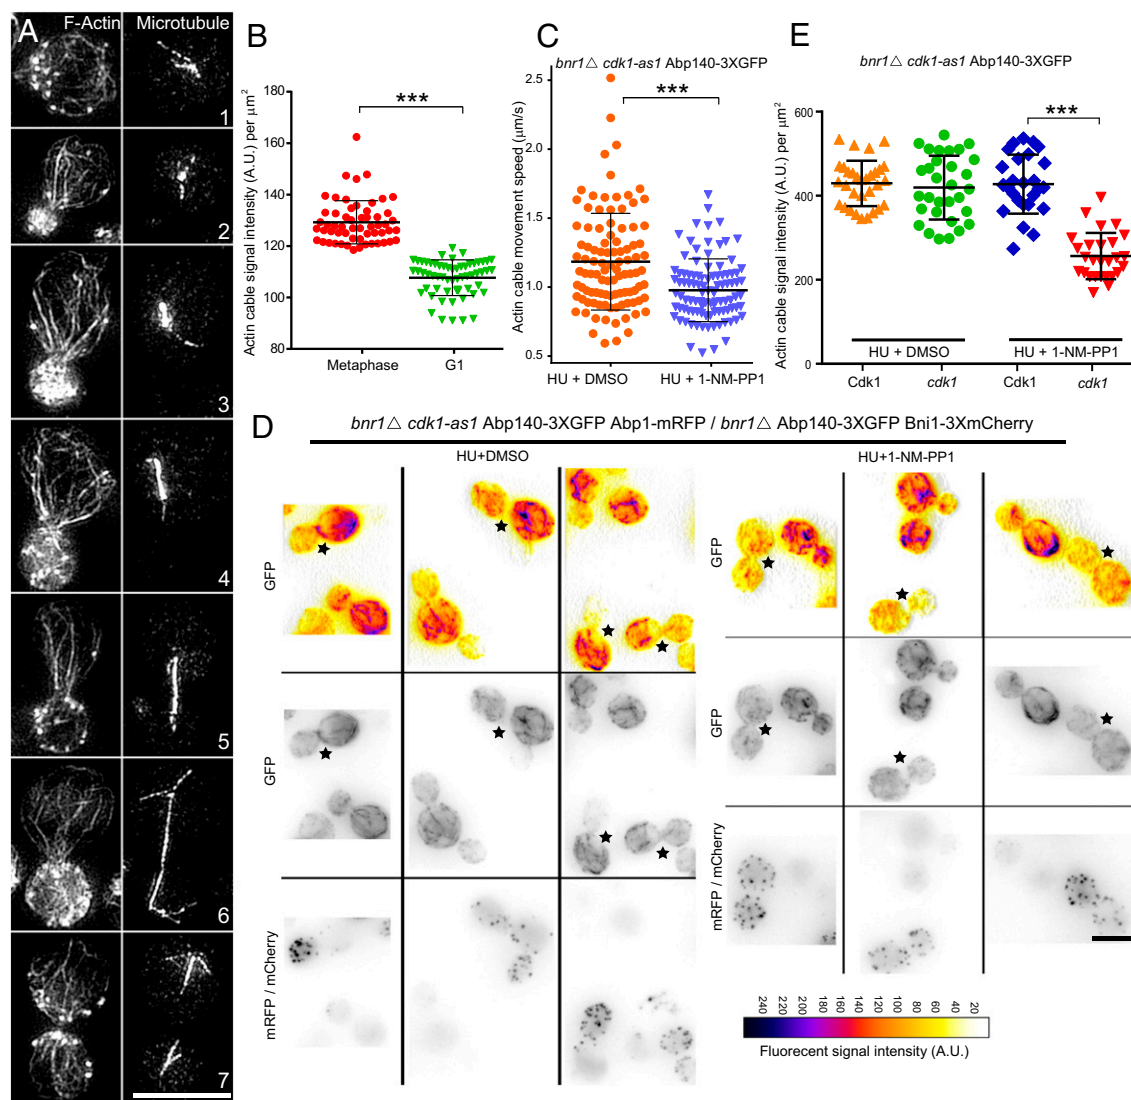 A
F-Actin
Microtubule
1
2
3
4
5
6
7
B
Actin cable signal intensity (A.U.) per μm²
180
160
140
120
100
80
***
Metaphase
G1
C
bnr1△ cdk1-as1 Abp140-3XGFP
Actin cable movement speed (μm/s)
2.5
2.0
1.5
1.0
0.5
***
HU + DMSO
HU + 1-NM-PP1
E
bnr1△ cdk1-as1 Abp140-3XGFP
Actin cable signal intensity (A.U.) per μm²
600
400
200
0
***
HU + DMSO
HU + 1-NM-PP1
Cdk1
cdk1
Cdk1
cdk1
D
bnr1△ cdk1-as1 Abp140-3XGFP Abp1-mRFP / bnr1△ Abp140-3XGFP Bni1-3XmCherry
HU+DMSO
HU+1-NM-PP1
GFP
GFP
mRFP / mCherry
GFP
GFP
mRFP / mCherry
240
220
200
180
160
140
120
100
80
60
40
20
Fluorecent signal intensity (A.U.)